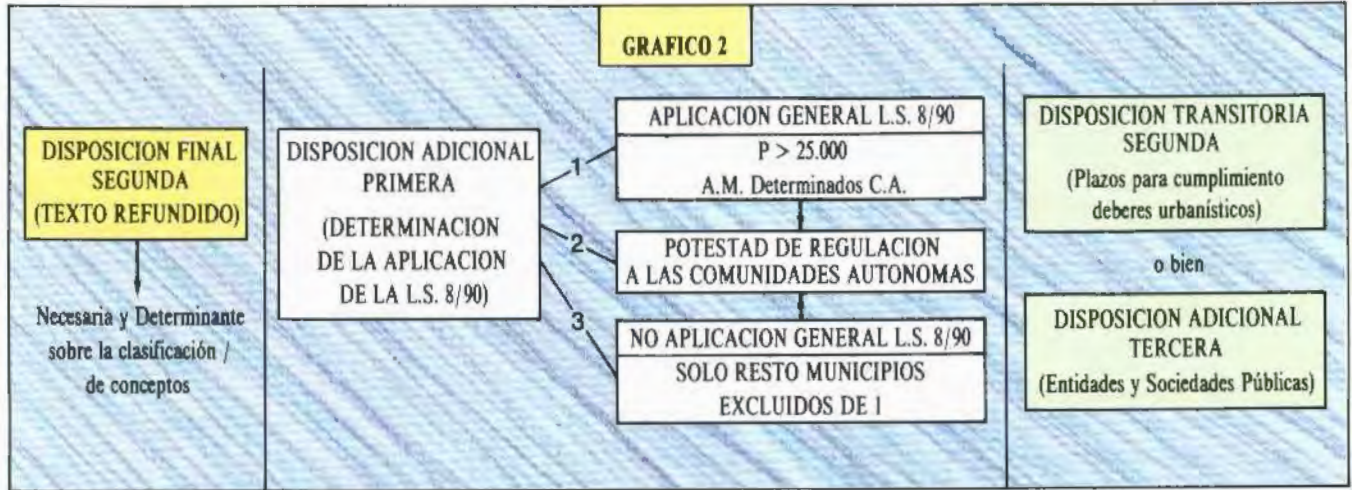 GRAFICO 2
DISPOSICION FINAL
SEGUNDA
(TEXTO REFUNDIDO)
Necesaria y Determinante
sobre la clasificación /
de conceptos
DISPOSICION ADICIONAL
PRIMERA
(DETERMINACION
DE LA APLICACION
DE LA L.S. 8/90)
1
2
3
APLICACION GENERAL L.S. 8/90
P > 25.000
A.M. Determinados C.A.
POTESTAD DE REGULACION
A LAS COMUNIDADES AUTONOMAS
NO APLICACION GENERAL L.S. 8/90
SOLO RESTO MUNICIPIOS
EXCLUIDOS DE 1
DISPOSICION TRANSITORIA
SEGUNDA
(Plazos para cumplimiento
deberes urbanísticos)
o bien
DISPOSICION ADICIONAL
TERCERA
(Entidades y Sociedades Públicas)